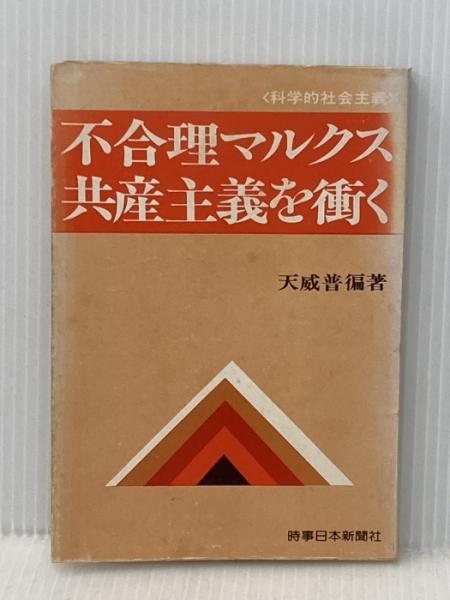 〈科学的社会主義〉
不合理マルクス
共産主義を衝く
天威普徧著
時事日本新聞社